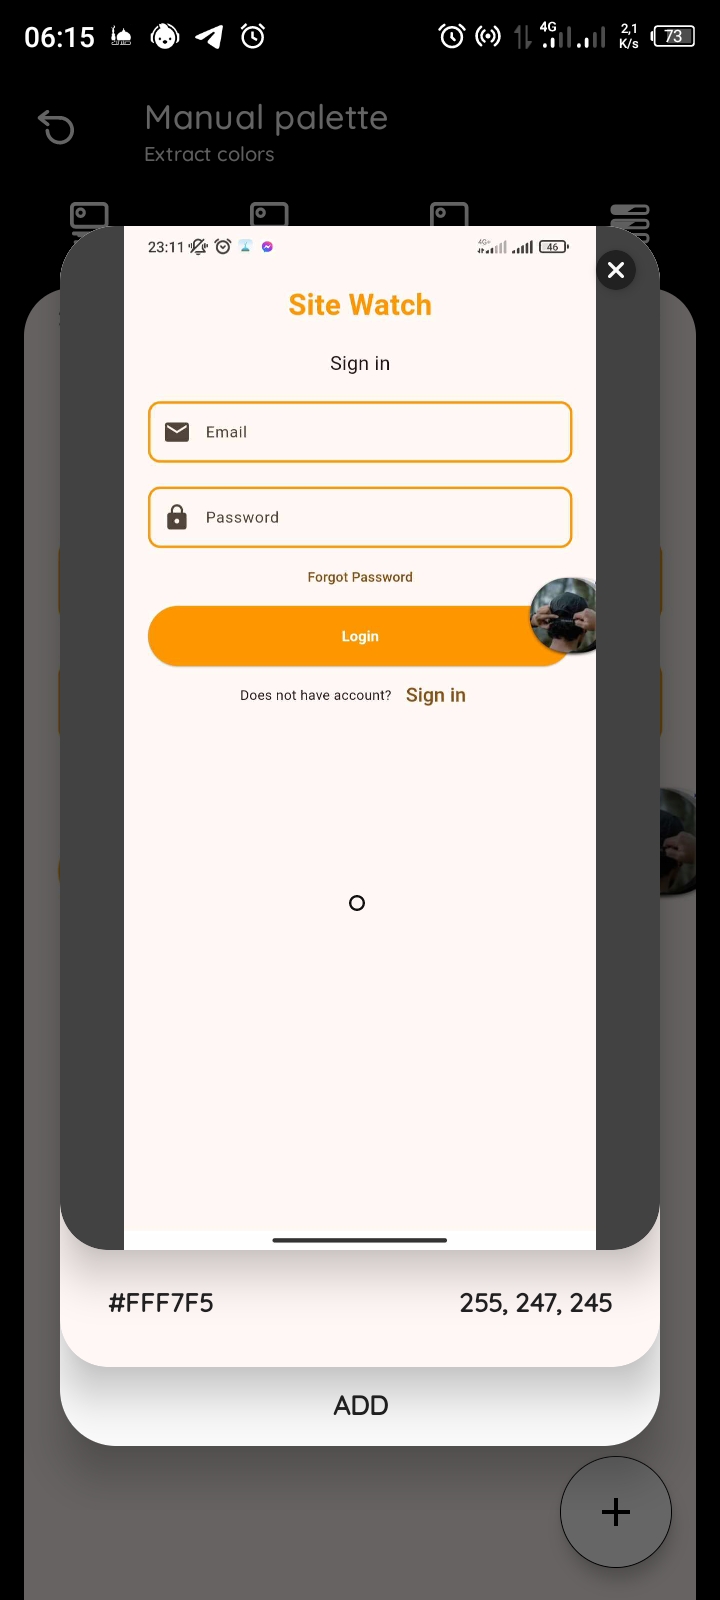 06:15
4G
2,1
K/s
73
Manual palette
Extract colors
23:11
4G+
46
Site Watch
Sign in
Email
Password
Forgot Password
Login
Does not have account? Sign in
#FFF7F5
255, 247, 245
ADD